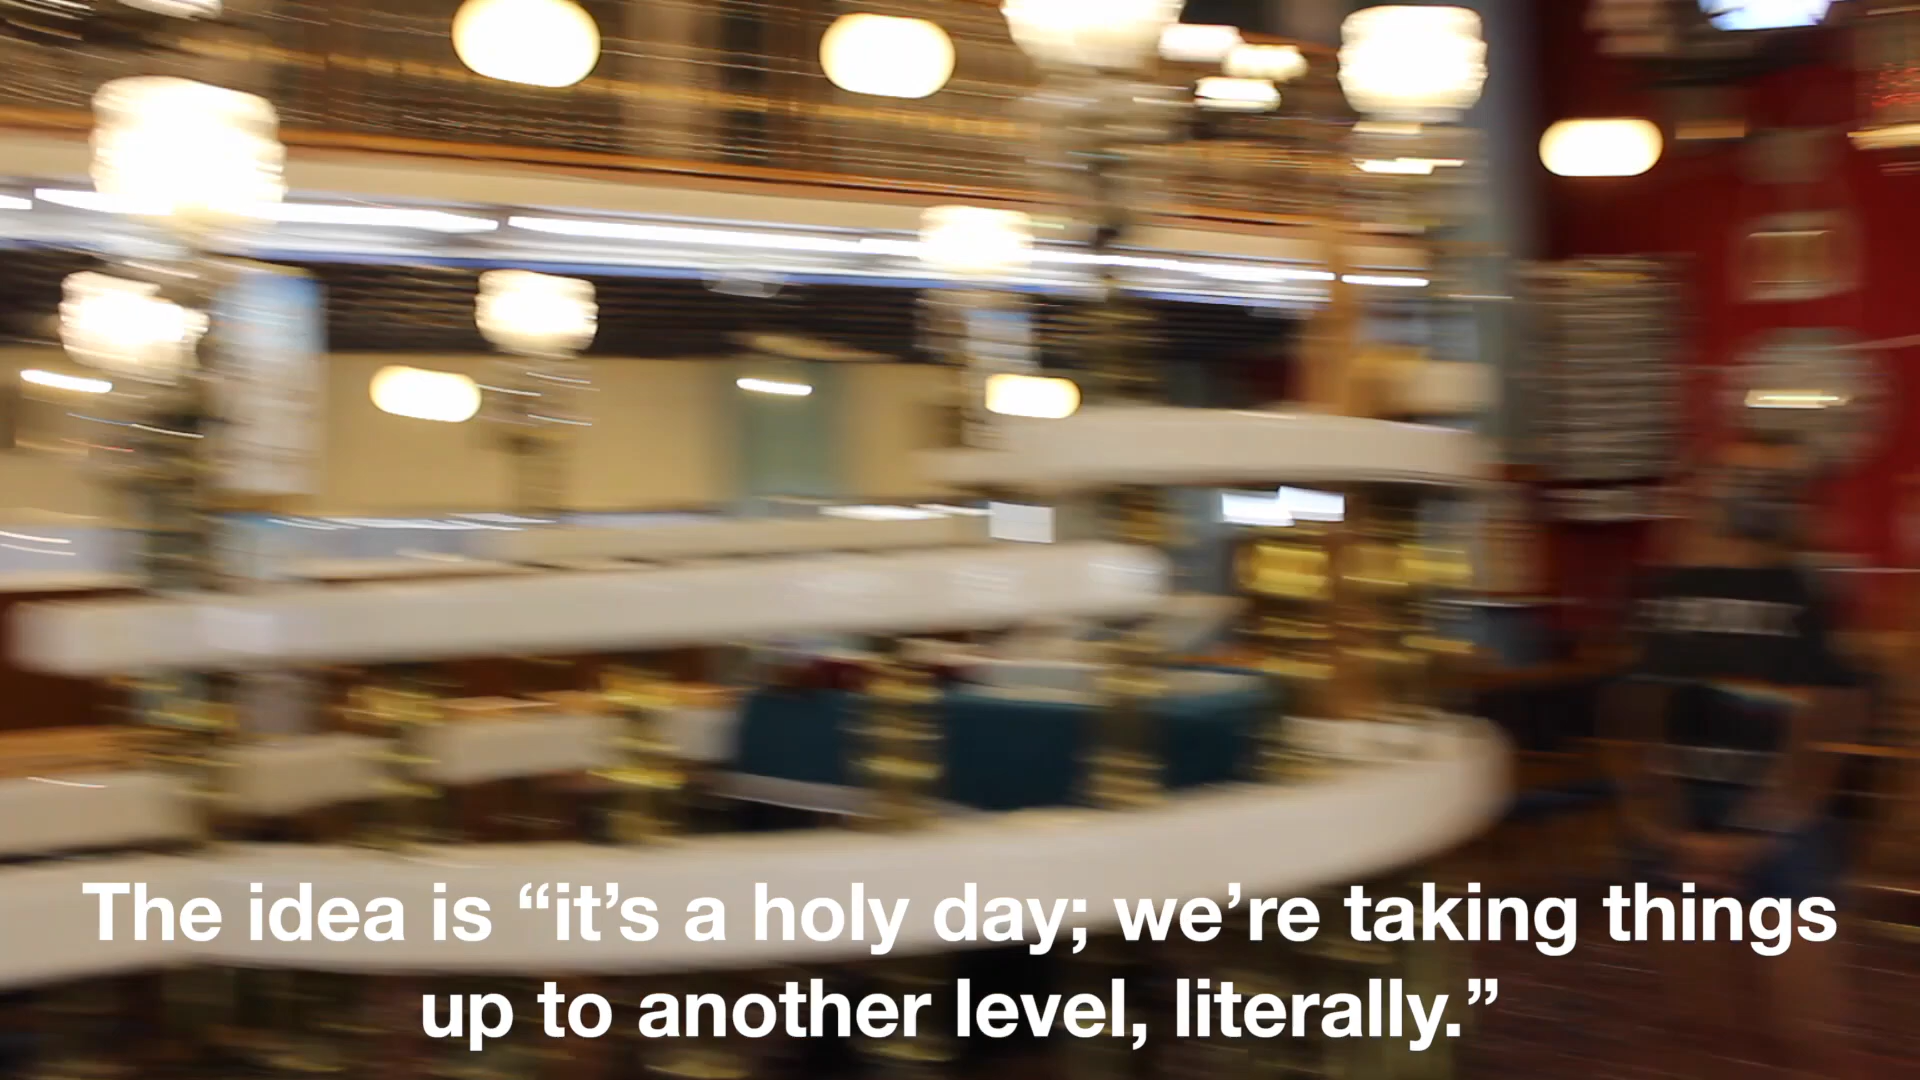 The idea is “it’s a holy day; we’re taking things
up to another level, literally.”